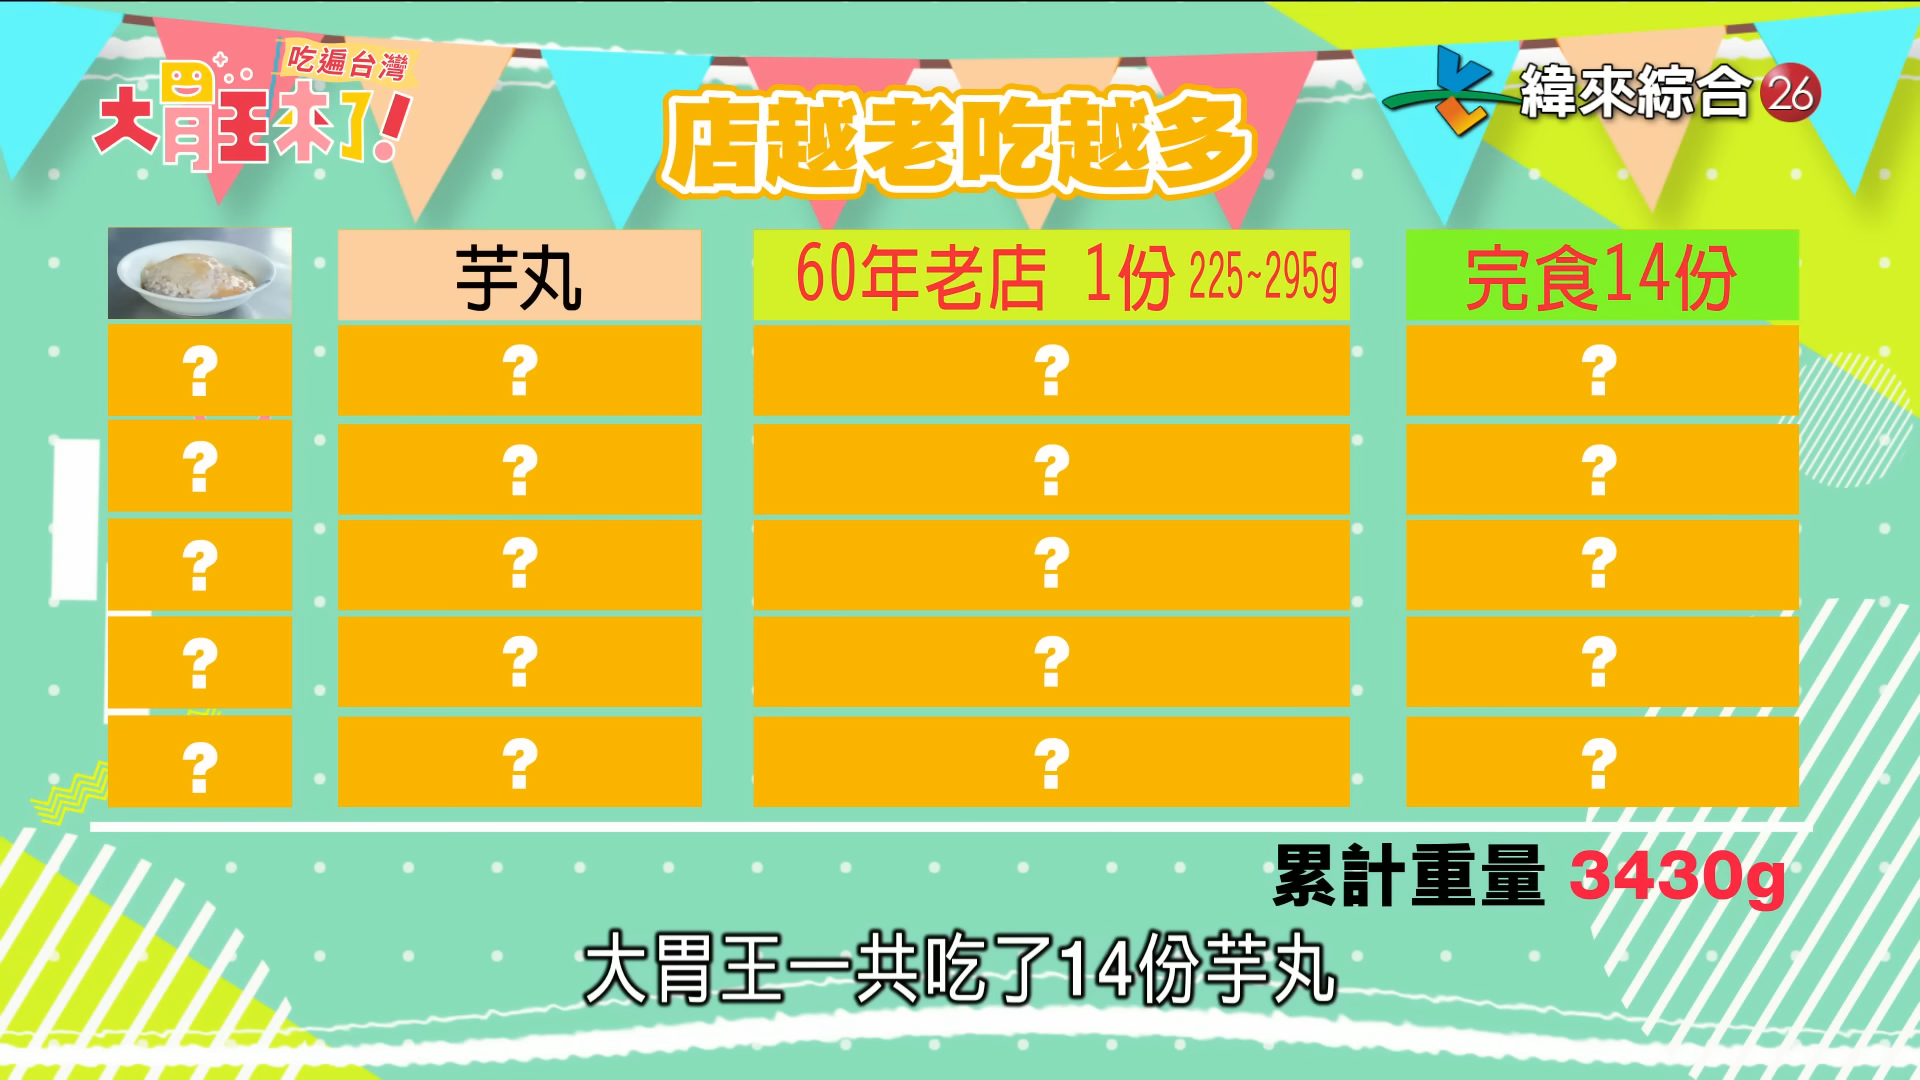 吃遍台灣
大胃王來了!
緯來綜合 26
店越老吃越多
芋丸 60年老店 1份 225~295g 完食14份
? ? ? ?
? ? ? ?
? ? ? ?
? ? ? ?
? ? ? ?
累計重量 3430g
大胃王一共吃了14份芋丸